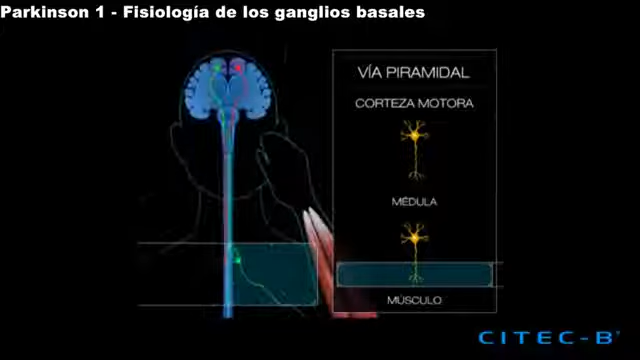 Parkinson 1 - Fisiología de los ganglios basales
VÍA PIRAMIDAL
CORTEZA MOTORA
MÉDULA
MÚSCULO
CITEC-B